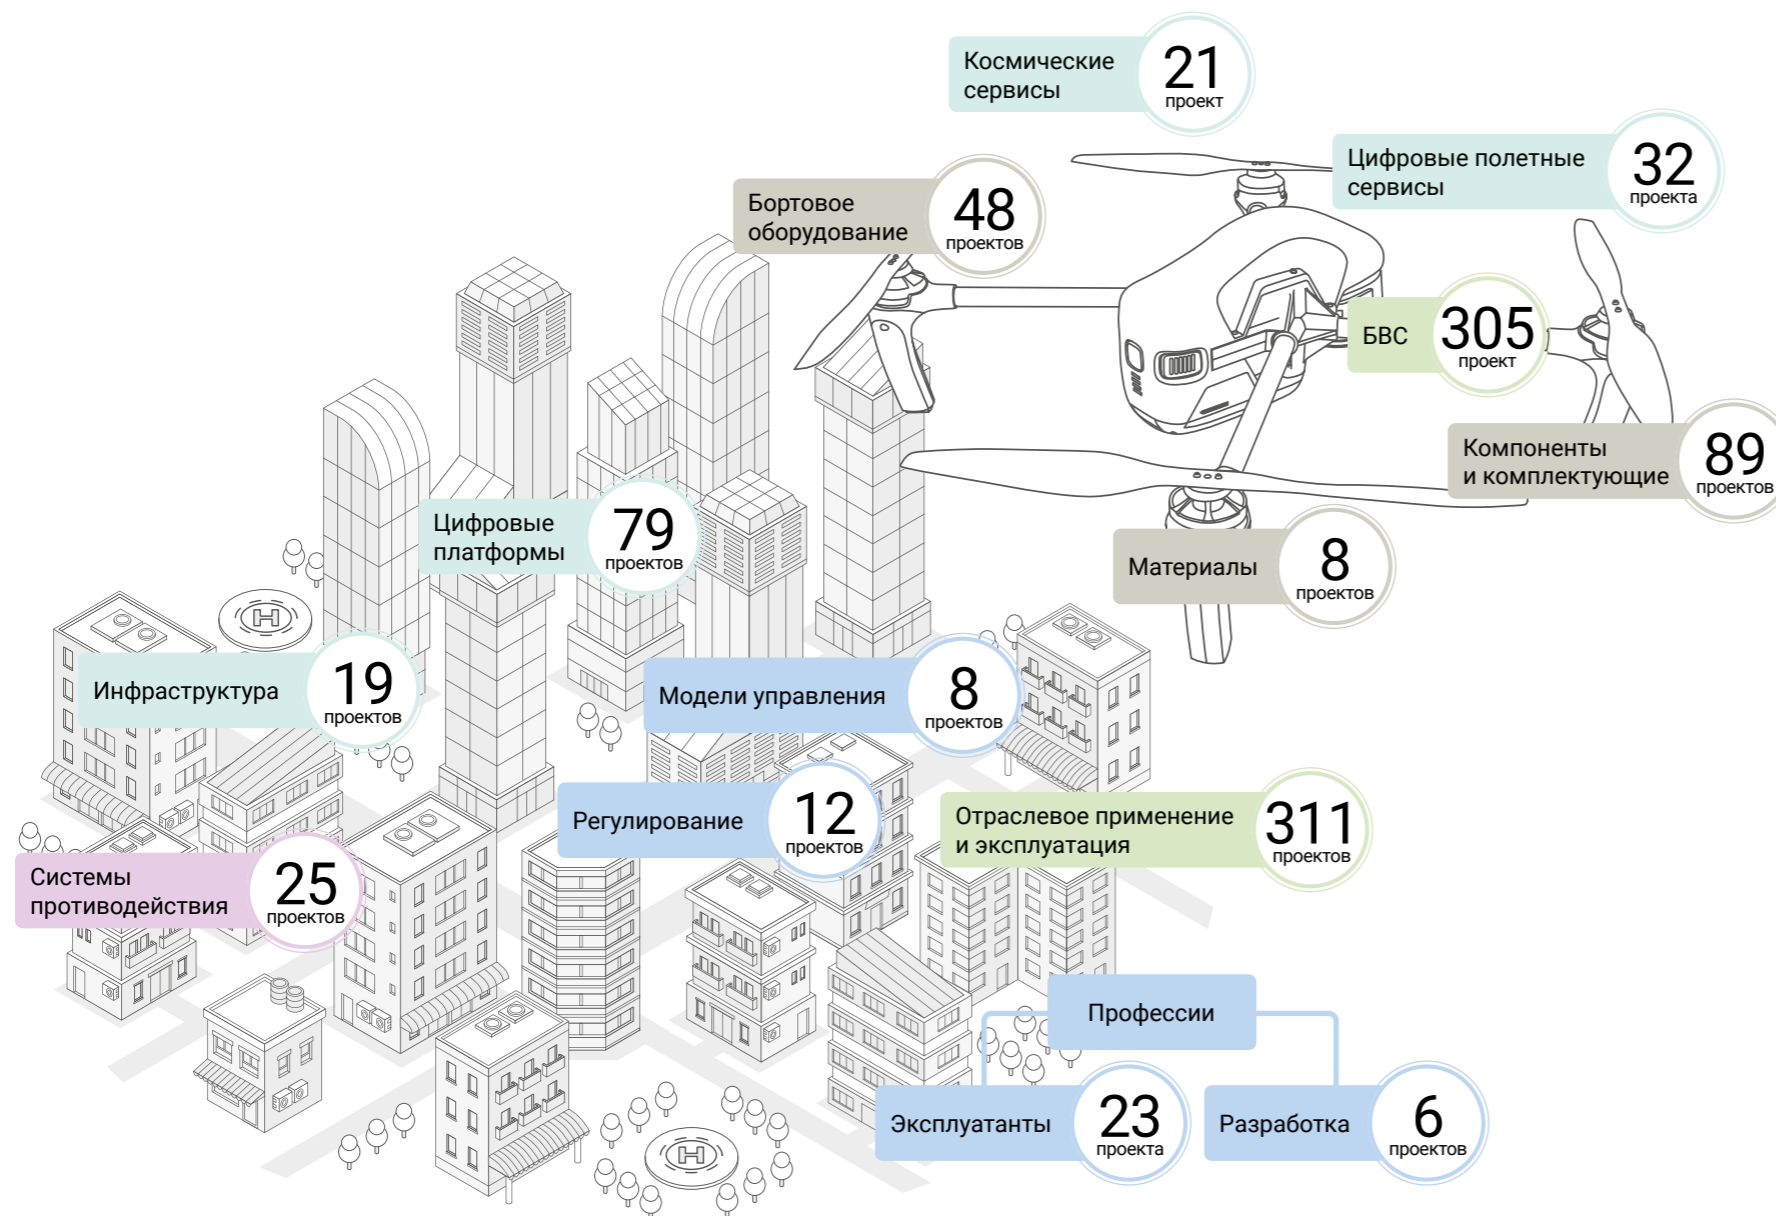 Космические
сервисы
21
проект
Цифровые полетные
сервисы
32
проекта
Бортовое
оборудование
48
проектов
БВС
305
проект
Компоненты
и комплектующие
89
проектов
Цифровые
платформы
79
проектов
Материалы
8
проектов
Инфраструктура
19
проектов
Модели управления
8
проектов
Регулирование
12
проектов
Отраслевое применение
и эксплуатация
311
проектов
Системы
противодействия
25
проектов
Профессии
Эксплуатанты
23
проекта
Разработка
6
проектов
H
H